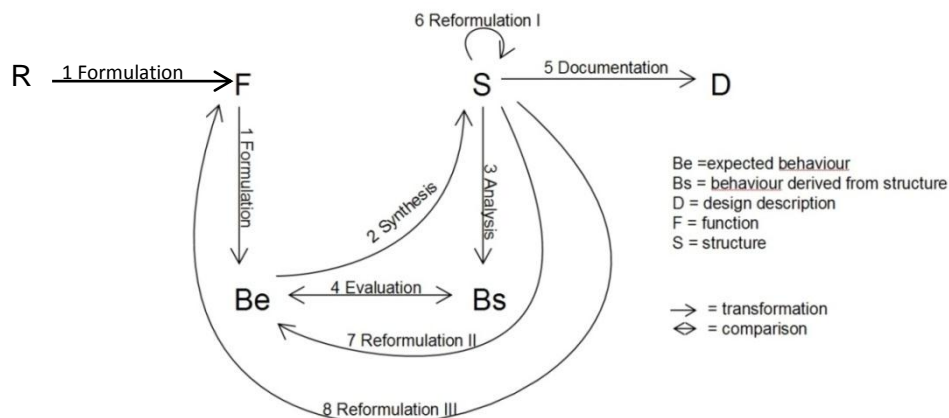 6 Reformulation I
R
1 Formulation
F
S
5 Documentation
D
1 Formulation
2 Synthesis
3 Analysis
Be =expected behaviour
Bs = behaviour derived from structure
D = design description
F = function
S = structure
Be
4 Evaluation
Bs
= transformation
= comparison
7 Reformulation II
8 Reformulation III